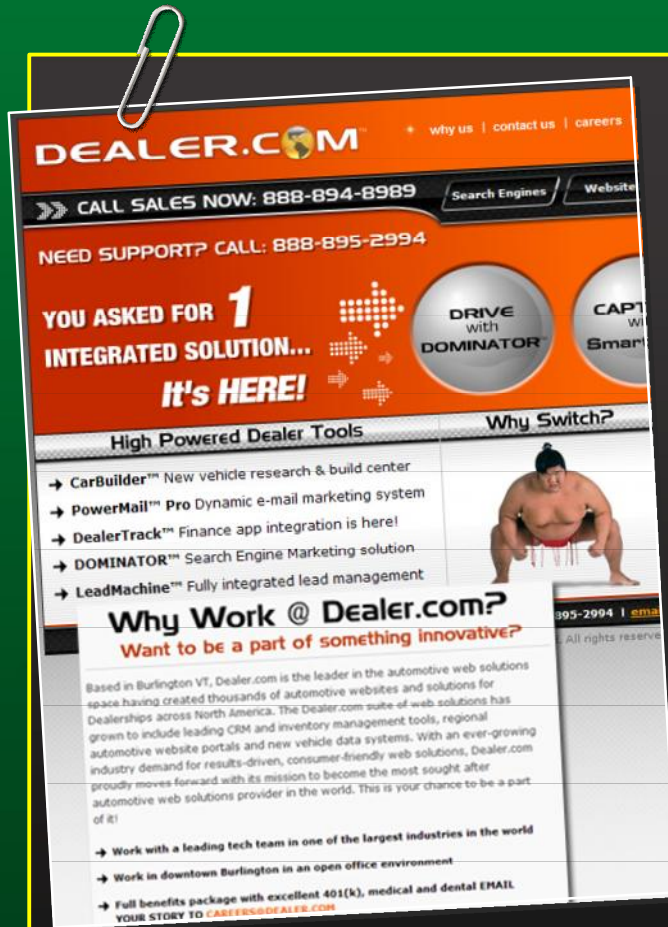 DEALER.COM™
why us | contact us | careers
CALL SALES NOW: 888-894-8989
Search Engines
Website
NEED SUPPORT? CALL: 888-895-2994
YOU ASKED FOR 1
INTEGRATED SOLUTION...
It's HERE!
DRIVE
with
DOMINATOR™
CAPT
wi
Smar
High Powered Dealer Tools
→ CarBuilder™ New vehicle research & build center
→ PowerMail™ Pro Dynamic e-mail marketing system
→ DealerTrack™ Finance app integration is here!
→ DOMINATOR™ Search Engine Marketing solution
→ LeadMachine™ Fully integrated lead management
Why Switch?
895-2994 | ema
All rights reserve
Why Work @ Dealer.com?
Want to be a part of something innovative?
Based in Burlington VT, Dealer.com is the leader in the automotive web solutions
space having created thousands of automotive websites and solutions for
Dealerships across North America. The Dealer.com suite of web solutions has
grown to include leading CRM and inventory management tools, regional
automotive website portals and new vehicle data systems. With an ever-growing
industry demand for results-driven, consumer-friendly web solutions, Dealer.com
proudly moves forward with its mission to become the most sought after
automotive web solutions provider in the world. This is your chance to be a part
of it!
→ Work with a leading tech team in one of the largest industries in the world
→ Work in downtown Burlington in an open office environment
→ Full benefits package with excellent 401(k), medical and dental EMAIL
YOUR STORY TO CAREERS@DEALER.COM